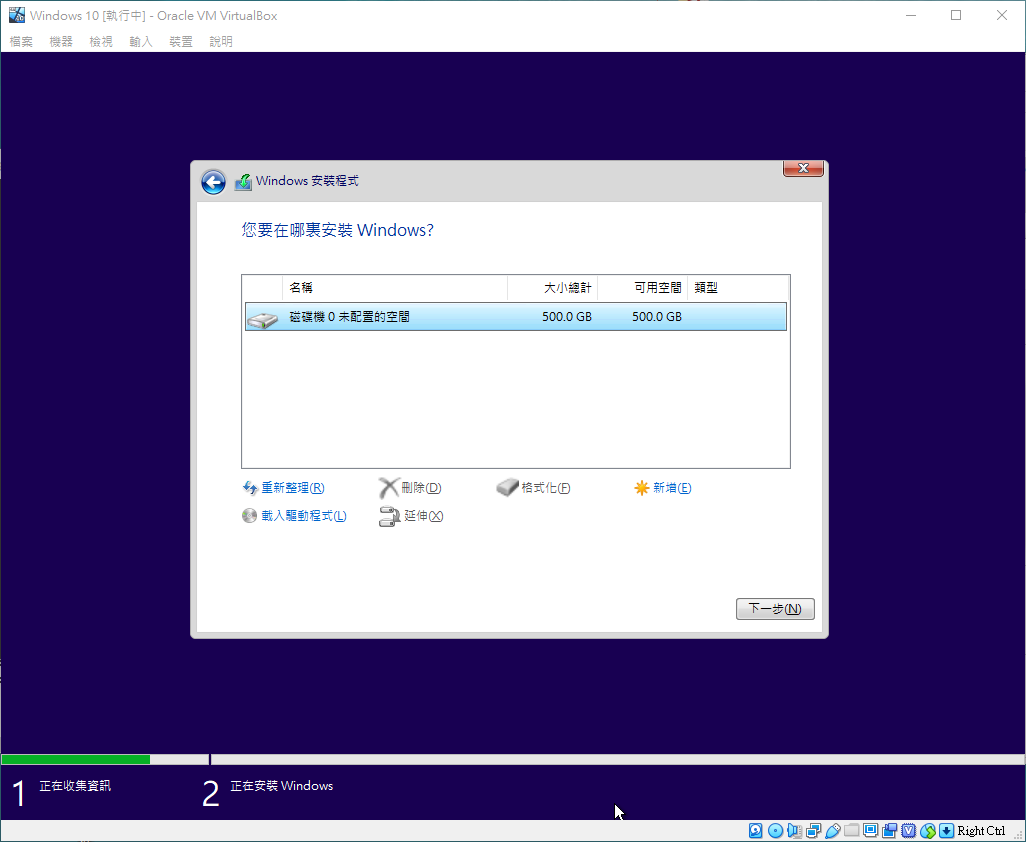 Windows 10 [執行中] - Oracle VM VirtualBox
檔案 機器 檢視 輸入 裝置 說明
Windows 安裝程式
您要在哪裏安裝 Windows?
名稱 大小總計 可用空間 類型
磁碟機 0 未配置的空間 500.0 GB 500.0 GB
重新整理(R) 刪除(D) 格式化(F) 新增(E)
載入驅動程式(L) 延伸(X)
下一步(N)
1 正在收集資訊 2 正在安裝 Windows
Right Ctrl